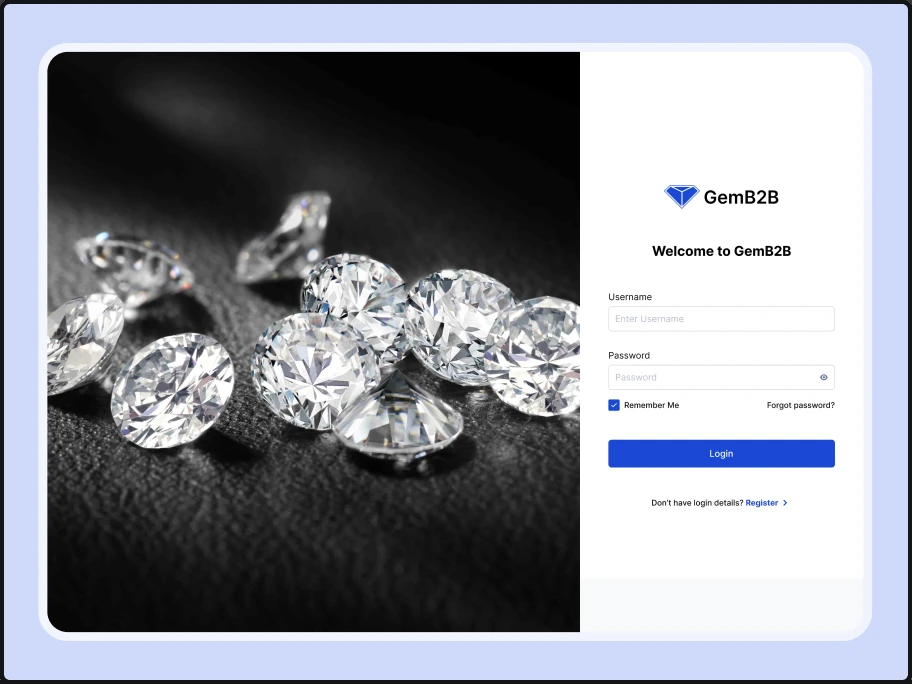 GemB2B
Welcome to GemB2B
Username
Enter Username
Password
Password
Remember Me Forgot password?
Login
Don't have login details? Register